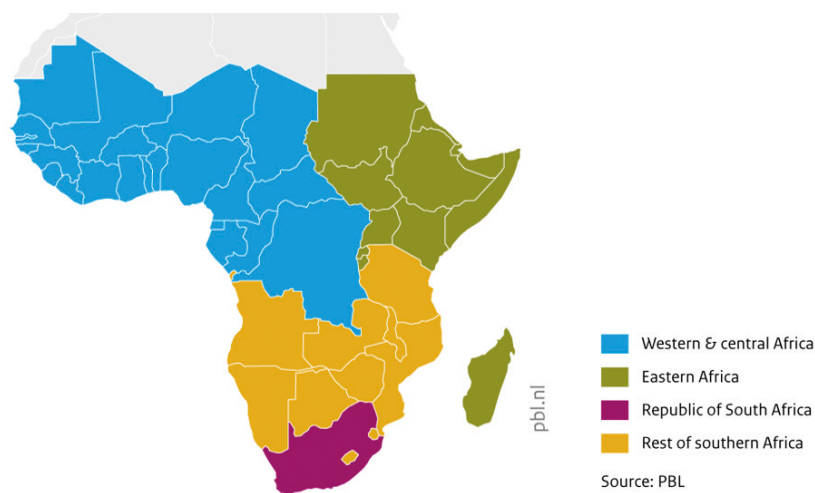 Western & central Africa
Eastern Africa
Republic of South Africa
Rest of southern Africa
Source: PBL
pbl.nl